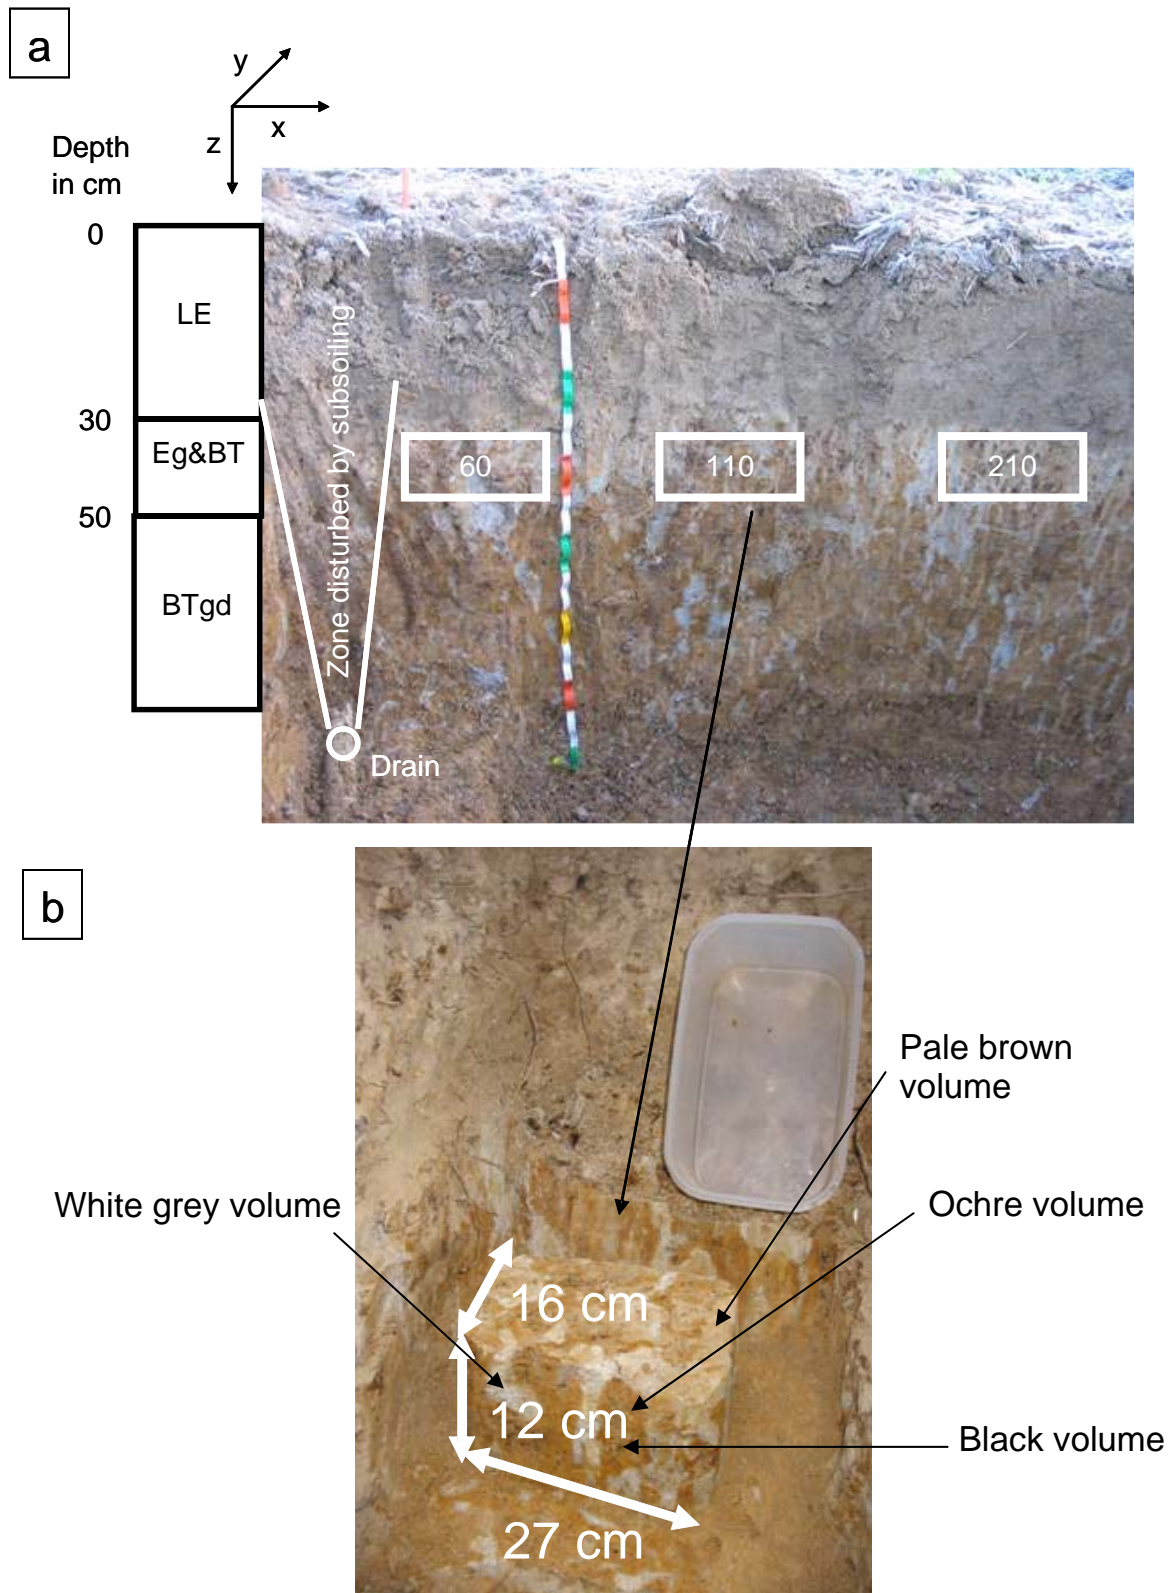 a
y
x
z
Depth
in cm
0
LE
30
Eg&BT
50
BTgd
Zone disturbed by subsoiling
60
110
210
Drain
b
Pale brown
volume
White grey volume
Ochre volume
16 cm
12 cm
Black volume
27 cm